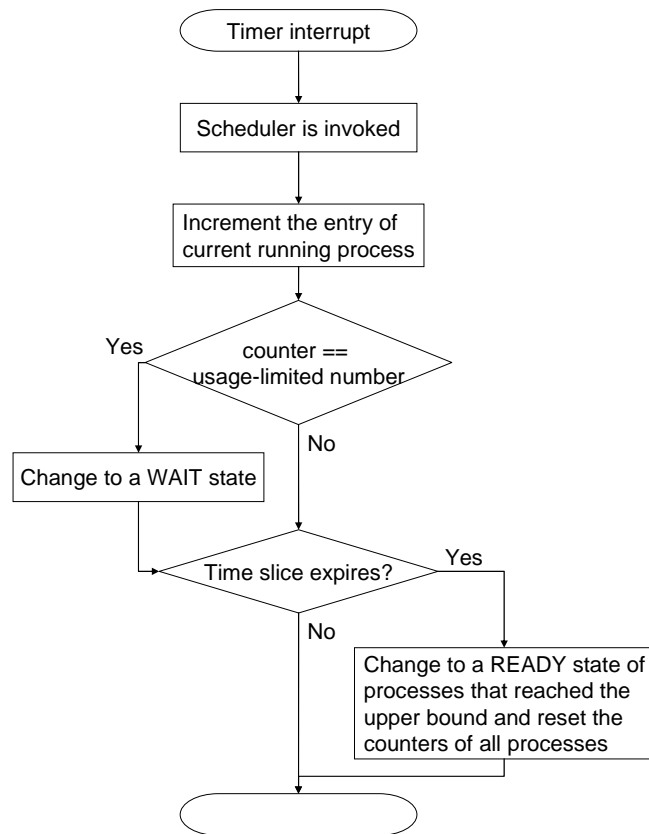 Timer interrupt
Scheduler is invoked
Increment the entry of
current running process
Yes
counter ==
usage-limited number
No
Change to a WAIT state
Time slice expires?
Yes
No
Change to a READY state of
processes that reached the
upper bound and reset the
counters of all processes